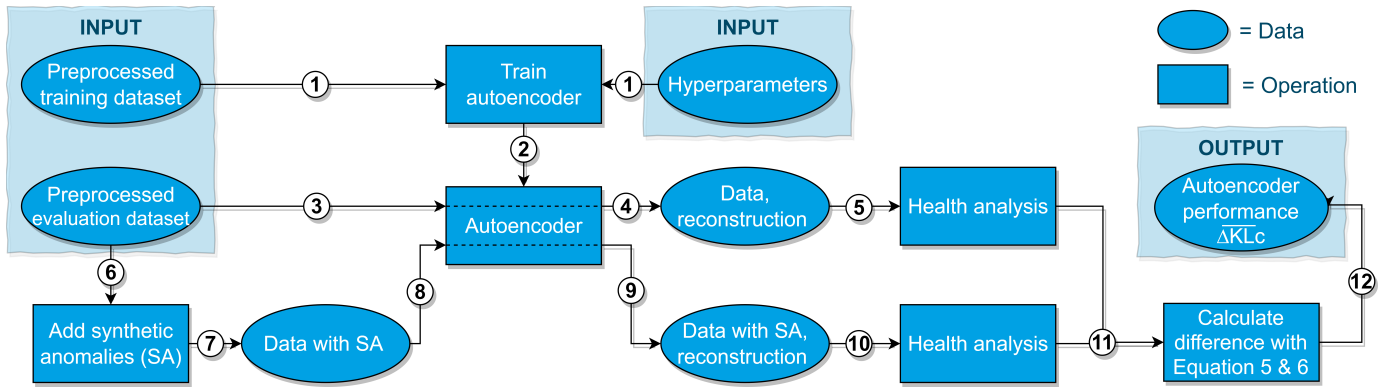 INPUT
Preprocessed
training dataset
1
Train
autoencoder
1
INPUT
Hyperparameters
= Data
= Operation
2
Preprocessed
evaluation dataset
3
Autoencoder
4
Data,
reconstruction
5
Health analysis
OUTPUT
Autoencoder
performance
Δ̅K̅L̅c
6
Add synthetic
anomalies (SA)
7
Data with SA
8
9
Data with SA,
reconstruction
10
Health analysis
11
Calculate
difference with
Equation 5 & 6
12